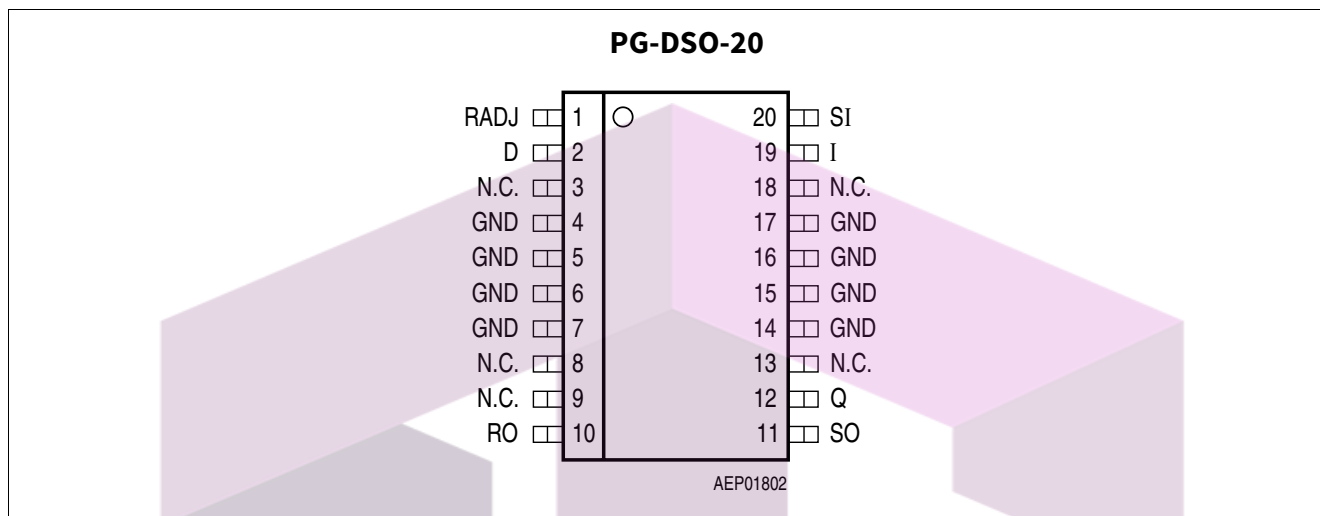 PG-DSO-20
RADJ 1 20 SI
D 2 19 I
N.C. 3 18 N.C.
GND 4 17 GND
GND 5 16 GND
GND 6 15 GND
GND 7 14 GND
N.C. 8 13 N.C.
N.C. 9 12 Q
RO 10 11 SO
AEP01802